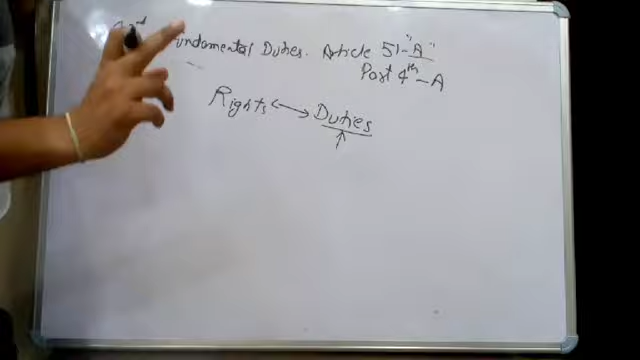 Fundamental Duties. Article 51-"A"
Part 4th-A
Rights ↔ Duties
↑